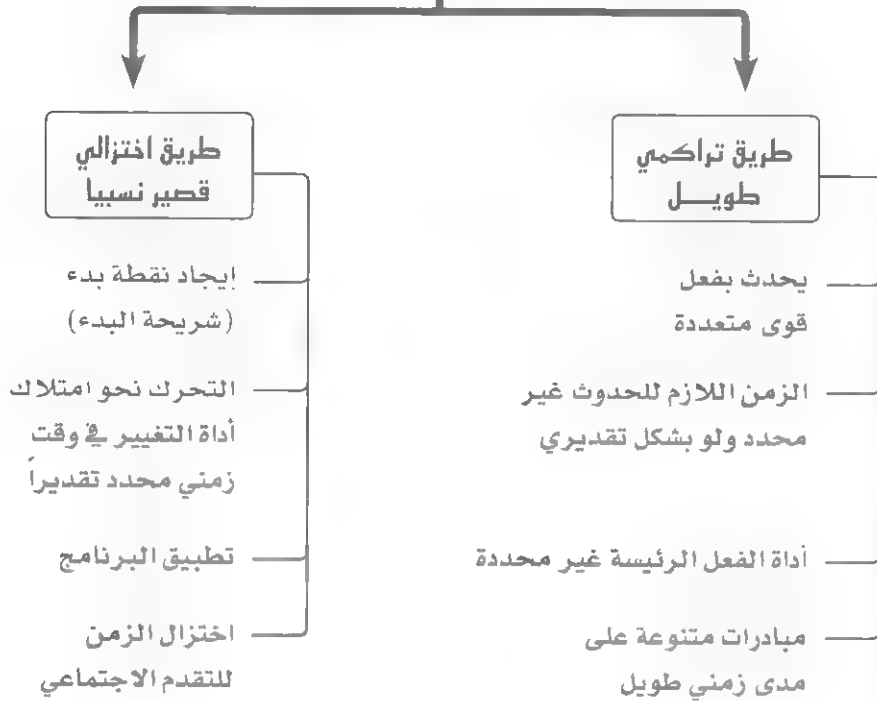 طريق تراكمي
طويــل
يحدث بفعل
قوى متعددة
الزمن اللازم للحدوث غير
محدد ولو بشكل تقديري
أداة الفعل الرئيسة غير محددة
مبادرات متنوعة على
مدى زمني طويل
طريق اختزالي
قصير نسبيا
إيجاد نقطة بدء
(شريحة البدء)
التحرك نحو امتلاك
أداة التغيير في وقت
زمني محدد تقديراً
تطبيق البرنامج
اختزال الزمن
للتقدم الاجتماعي